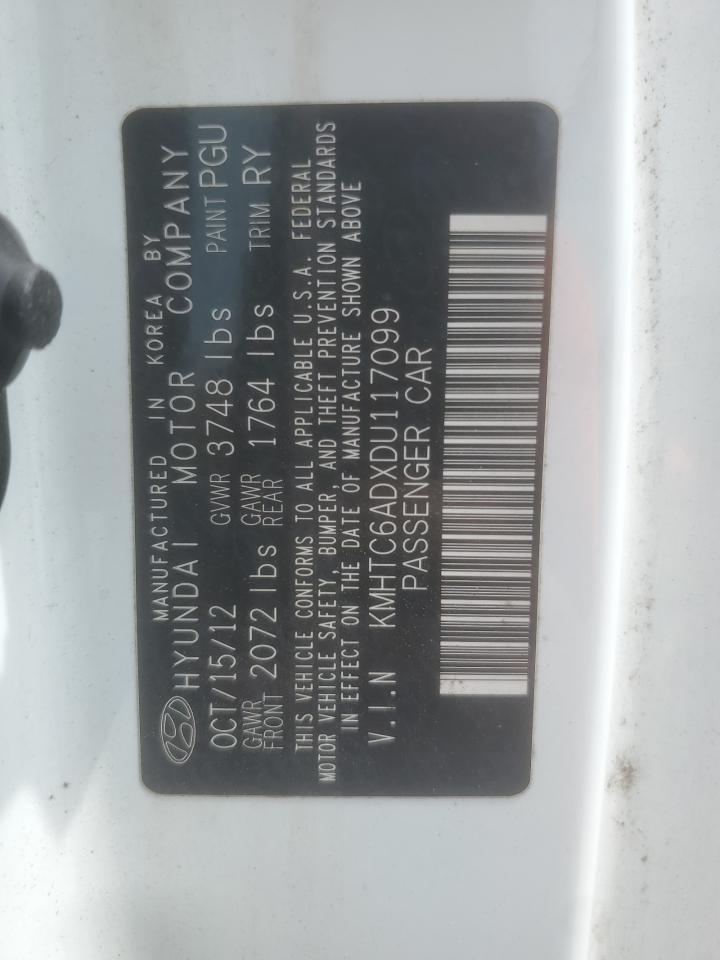 MANUFACTURED IN KOREA BY
HYUNDAI MOTOR COMPANY
OCT/15/12 GVWR 3748 lbs PAINT PGU
GAWR FRONT 2072 lbs GAWR REAR 1764 lbs TRIM RY
THIS VEHICLE CONFORMS TO ALL APPLICABLE U.S.A. FEDERAL
MOTOR VEHICLE SAFETY, BUMPER, AND THEFT PREVENTION STANDARDS
IN EFFECT ON THE DATE OF MANUFACTURE SHOWN ABOVE
V.I.N KMHTC6ADXDU117099
PASSENGER CAR